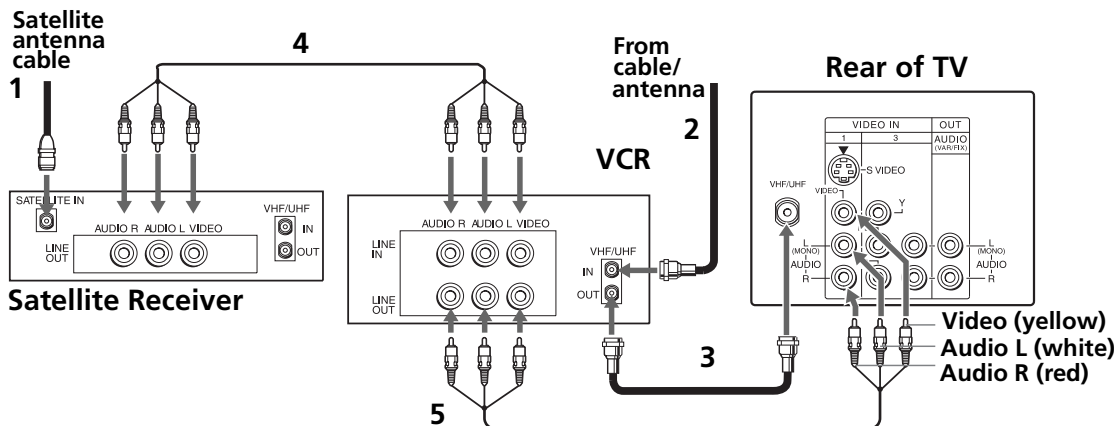 Satellite
antenna
cable
1
4
From
cable/
antenna
2
Rear of TV
VCR
SATELLITE IN
AUDIO R AUDIO L VIDEO
LINE
OUT
VHF/UHF
IN
OUT
Satellite Receiver
AUDIO R AUDIO L VIDEO
LINE
IN
LINE
OUT
VHF/UHF
IN
OUT
VIDEO IN
1
3
OUT
AUDIO
(VAR/FIX)
S VIDEO
VHF/UHF
VIDEO
Y
L
(MONO)
AUDIO
R
L
(MONO)
AUDIO
R
Video (yellow)
Audio L (white)
Audio R (red)
3
5